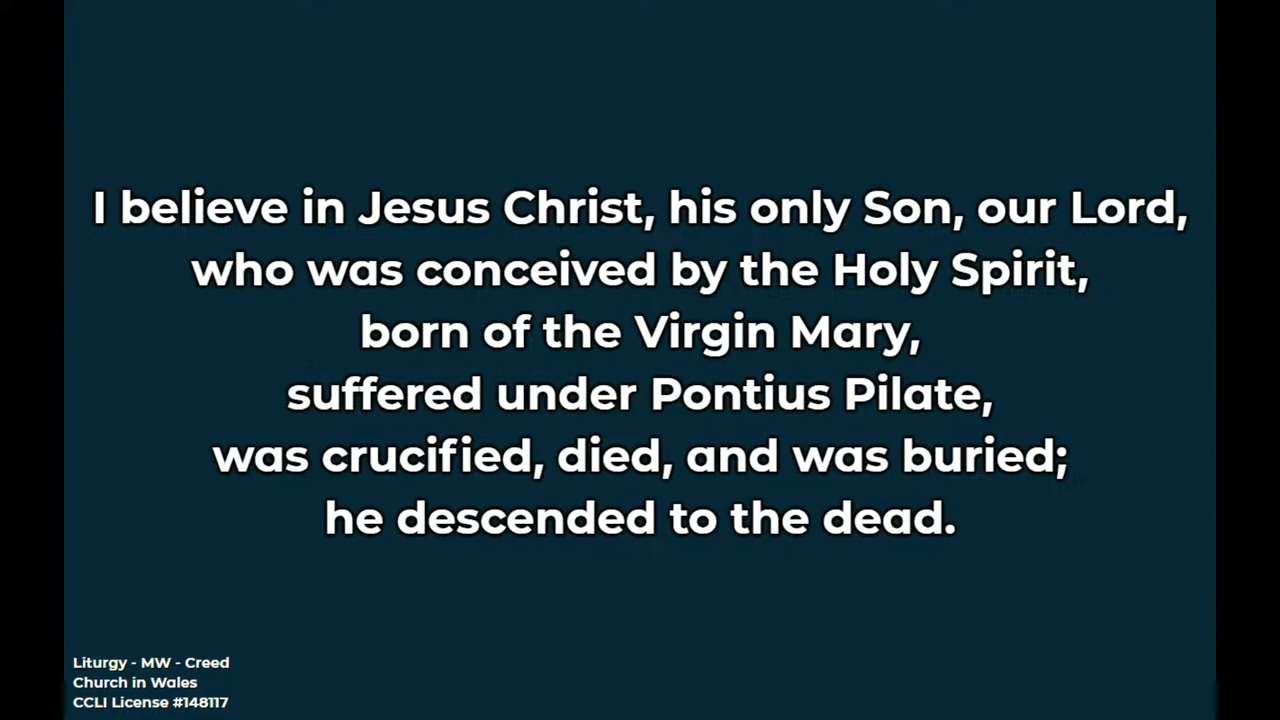 I believe in Jesus Christ, his only Son, our Lord,
who was conceived by the Holy Spirit,
born of the Virgin Mary,
suffered under Pontius Pilate,
was crucified, died, and was buried;
he descended to the dead.
Liturgy - MW - Creed
Church in Wales
CCLI License #148117